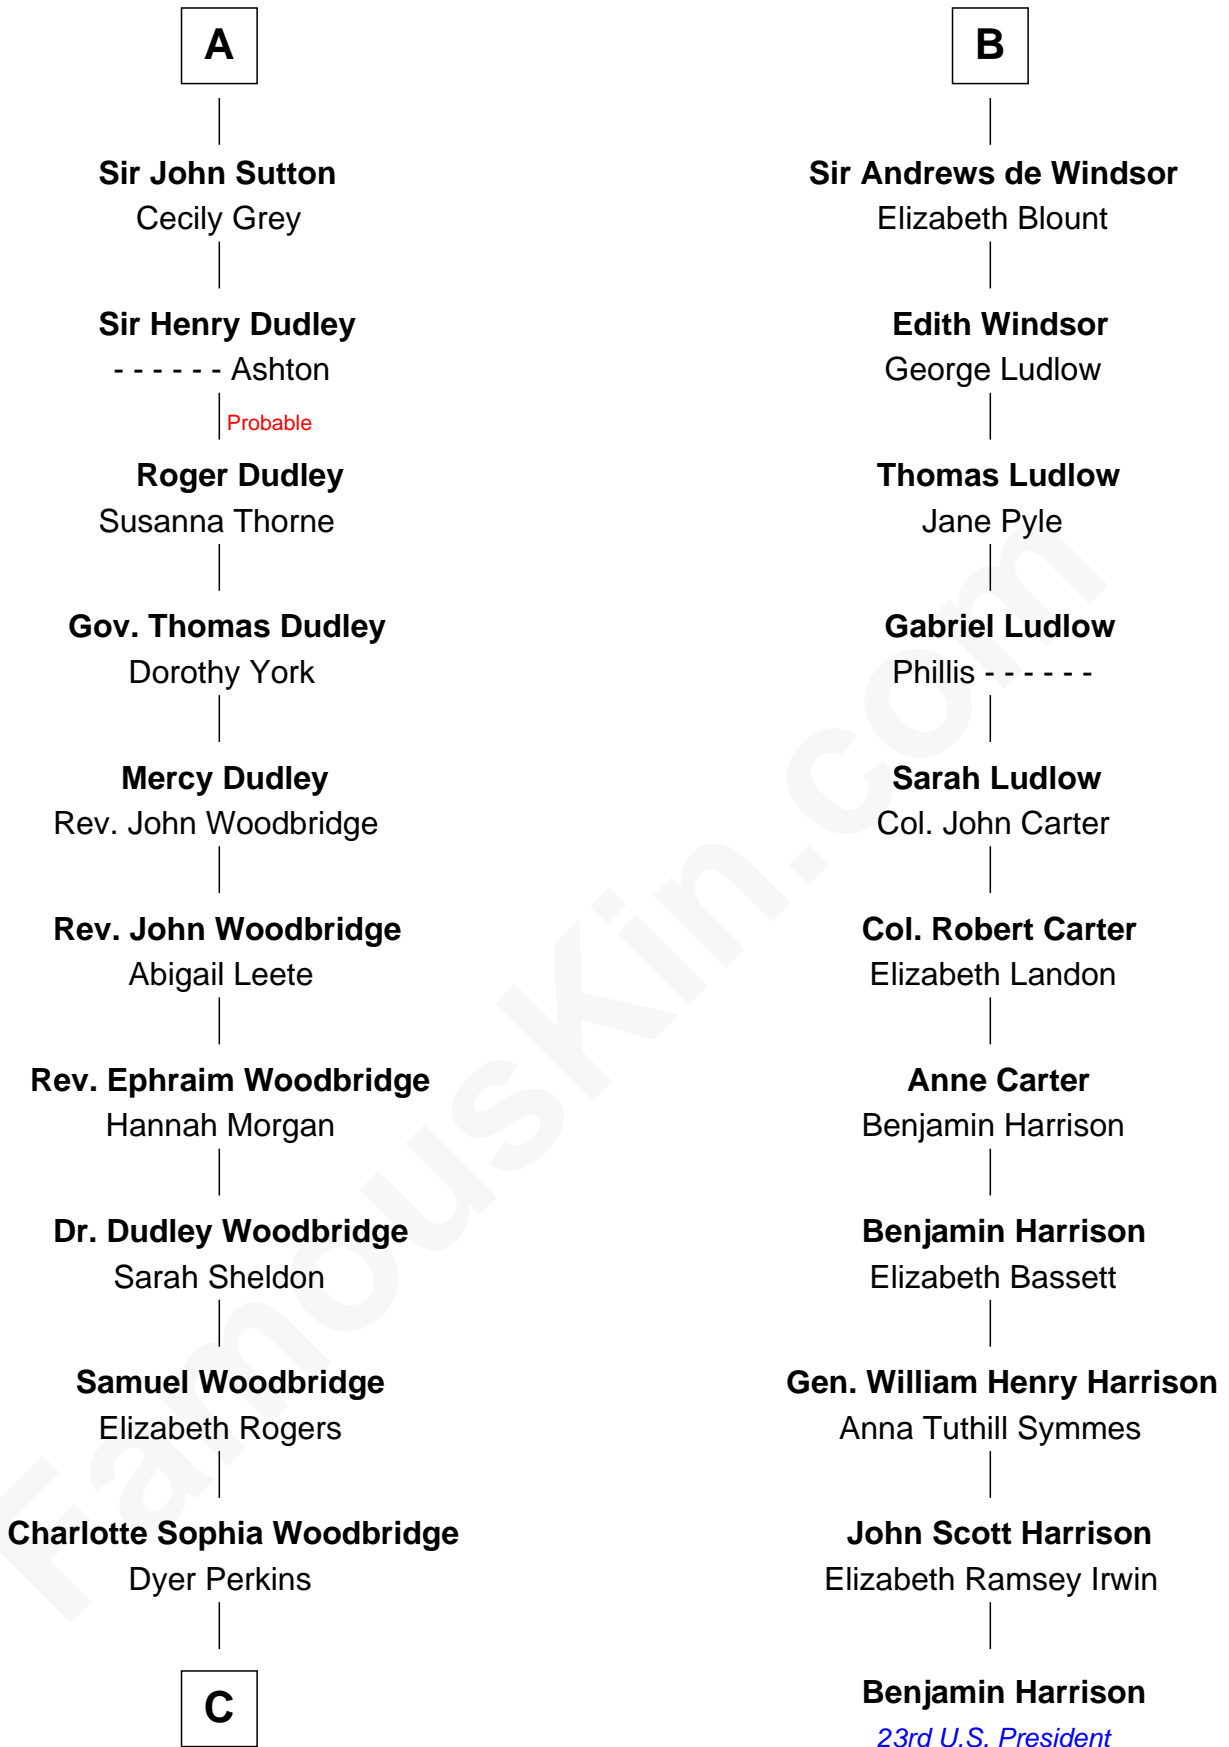 A
Sir John Sutton
Cecily Grey
Sir Henry Dudley
- - - - - - Ashton
Probable
Roger Dudley
Susanna Thorne
Gov. Thomas Dudley
Dorothy York
Mercy Dudley
Rev. John Woodbridge
Rev. John Woodbridge
Abigail Leete
Rev. Ephraim Woodbridge
Hannah Morgan
Dr. Dudley Woodbridge
Sarah Sheldon
Samuel Woodbridge
Elizabeth Rogers
Charlotte Sophia Woodbridge
Dyer Perkins
C
B
Sir Andrews de Windsor
Elizabeth Blount
Edith Windsor
George Ludlow
Thomas Ludlow
Jane Pyle
Gabriel Ludlow
Phillis - - - - - -
Sarah Ludlow
Col. John Carter
Col. Robert Carter
Elizabeth Landon
Anne Carter
Benjamin Harrison
Benjamin Harrison
Elizabeth Bassett
Gen. William Henry Harrison
Anna Tuthill Symmes
John Scott Harrison
Elizabeth Ramsey Irwin
Benjamin Harrison
23rd U.S. President
FamousKin.com